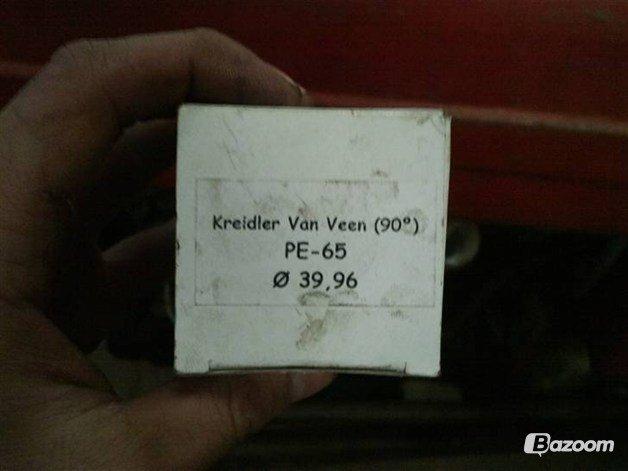 Kreidler Van Veen (90°)
PE-65
Ø 39,96
Bazoom